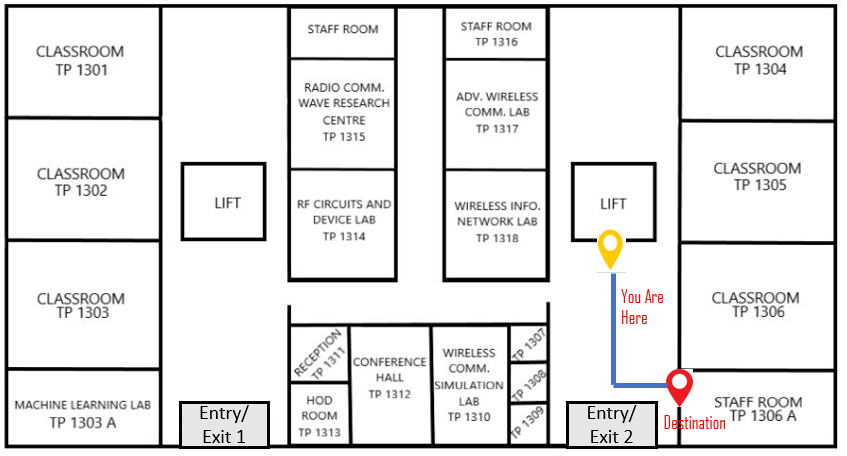 CLASSROOM
TP 1301
STAFF ROOM
STAFF ROOM
TP 1316
CLASSROOM
TP 1304
RADIO COMM.
WAVE RESEARCH
CENTRE
TP 1315
ADV. WIRELESS
COMM. LAB
TP 1317
CLASSROOM
TP 1302
LIFT
RF CIRCUITS AND
DEVICE LAB
TP 1314
WIRELESS INFO.
NETWORK LAB
TP 1318
LIFT
CLASSROOM
TP 1305
CLASSROOM
TP 1303
You Are
Here
CLASSROOM
TP 1306
RECEPTION
TP 1311
CONFERENCE
HALL
TP 1312
WIRELESS
COMM.
SIMULATION
LAB
TP 1310
TP 1307
TP 1308
TP 1309
MACHINE LEARNING LAB
TP 1303 A
Entry/
Exit 1
HOD
ROOM
TP 1313
Entry/
Exit 2
Destination
STAFF ROOM
TP 1306 A